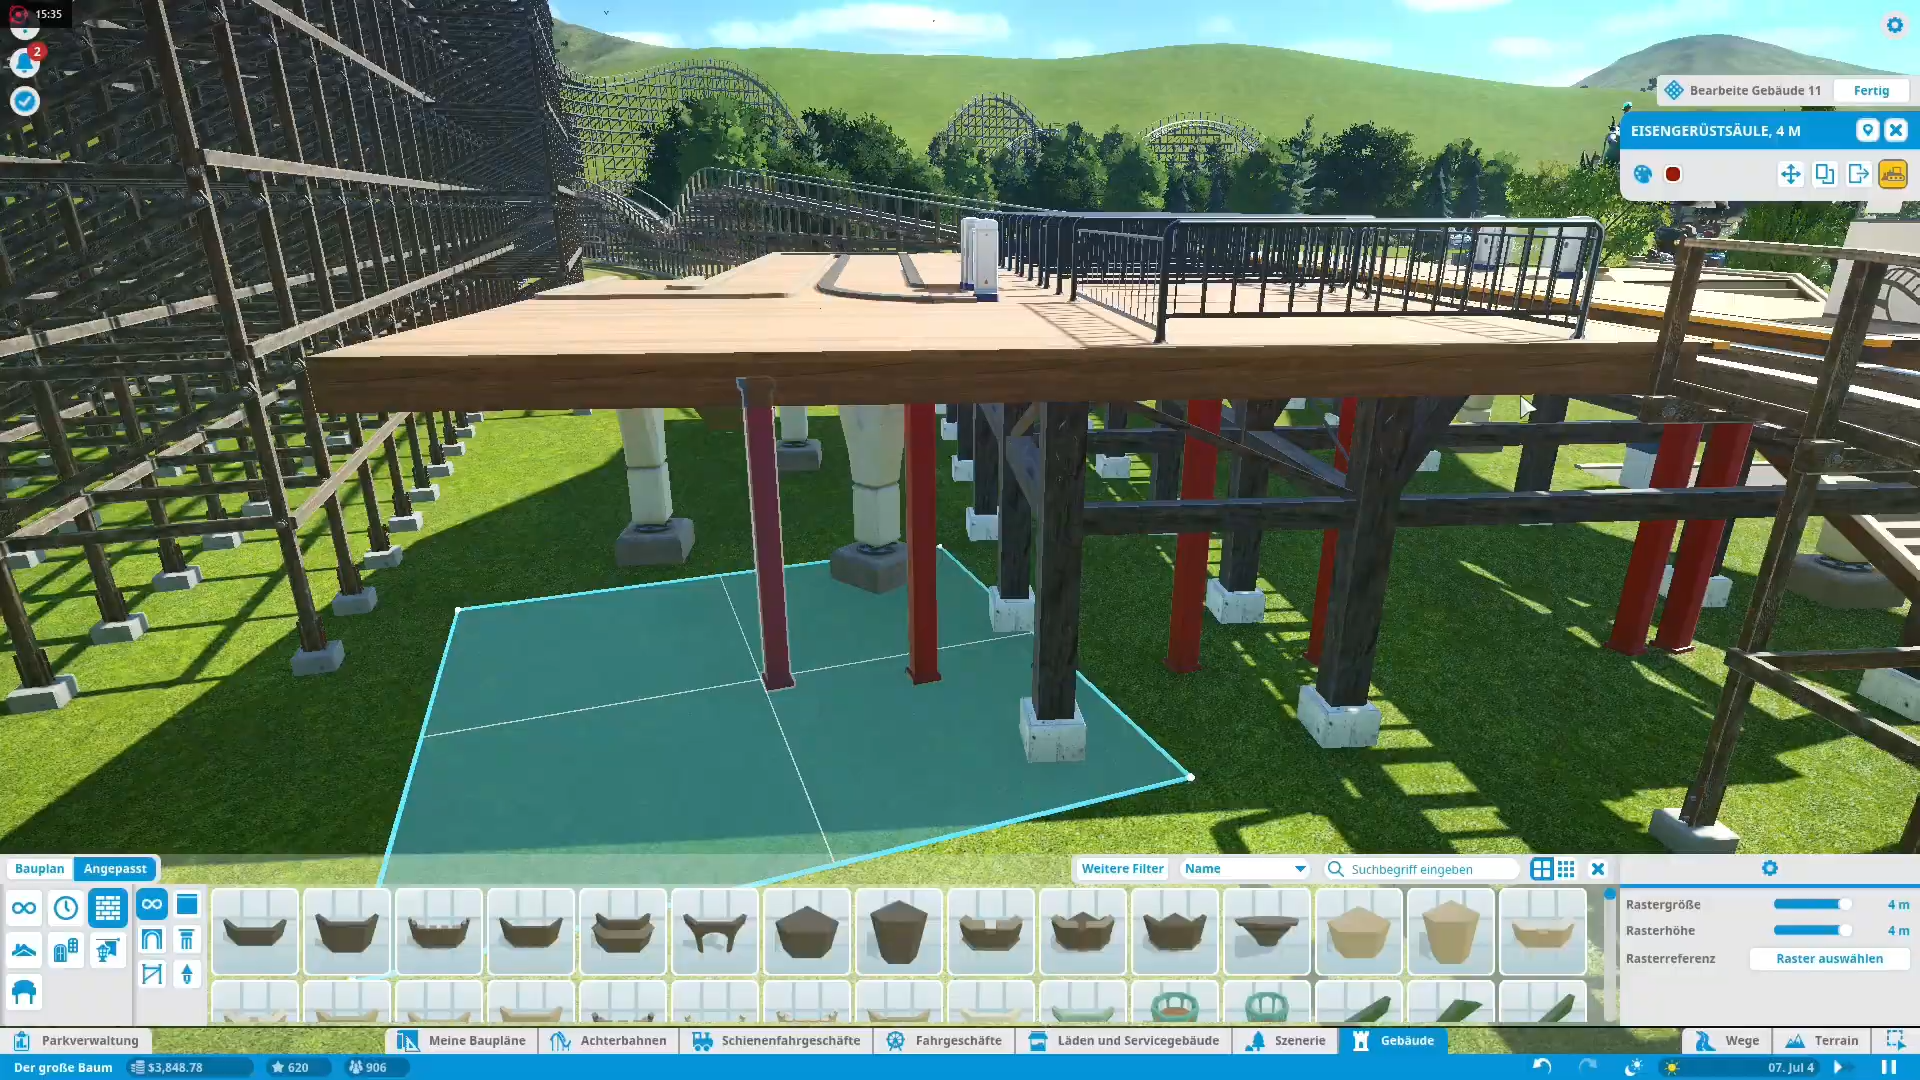 15:35
2
Bearbeite Gebäude 11
Fertig
EISENGERÜSTSÄULE, 4 M
Bauplan
Angepasst
Weitere Filter
Name
Suchbegriff eingeben
Rastergröße
4 m
Rasterhöhe
4 m
Rasterreferenz
Raster auswählen
Parkverwaltung
Meine Baupläne
Achterbahnen
Schienenfahrgeschäfte
Fahrgeschäfte
Läden und Servicegebäude
Szenerie
Gebäude
Wege
Terrain
Der große Baum
$3,848.78
620
906
07. Jul 4